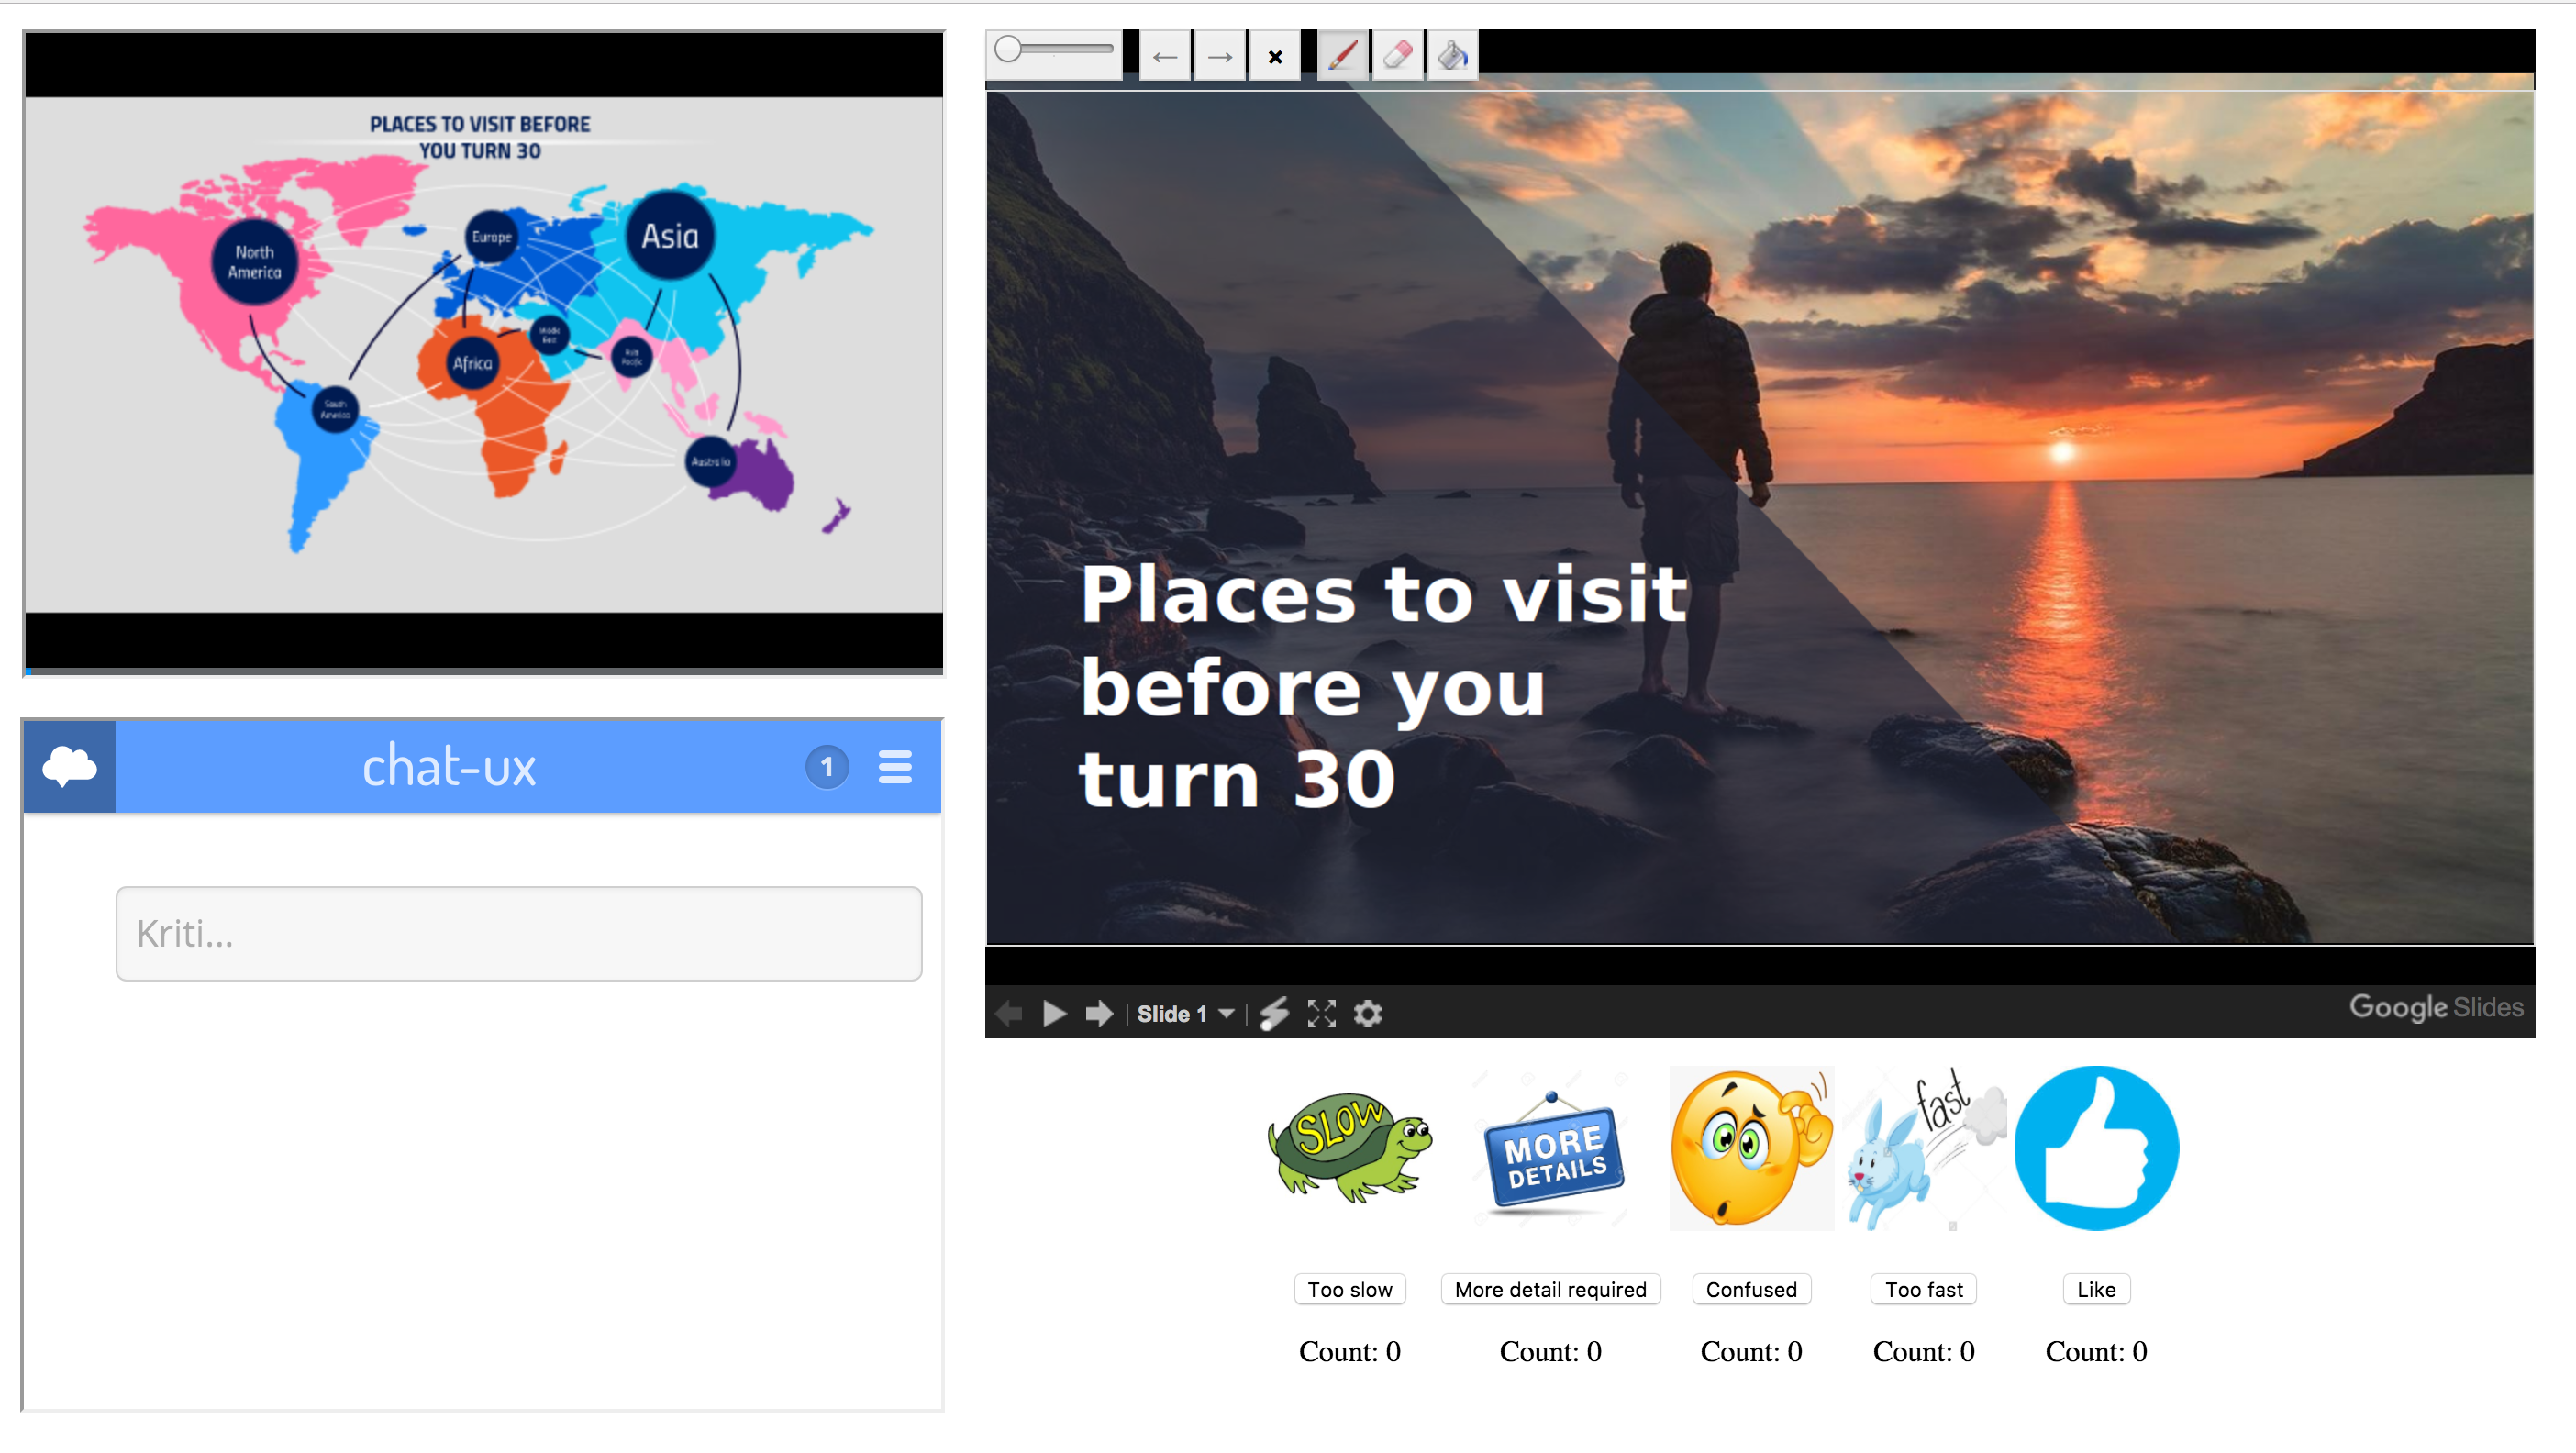 PLACES TO VISIT BEFORE
YOU TURN 30
North
America
Europe
Asia
Africa
Middle
East
Asia
Pacific
South
America
Australia
chat-ux
1
Kriti...
Places to visit
before you
turn 30
Slide 1
Google Slides
SLOW
MORE
DETAILS
fast
Too slow
More detail required
Confused
Too fast
Like
Count: 0
Count: 0
Count: 0
Count: 0
Count: 0